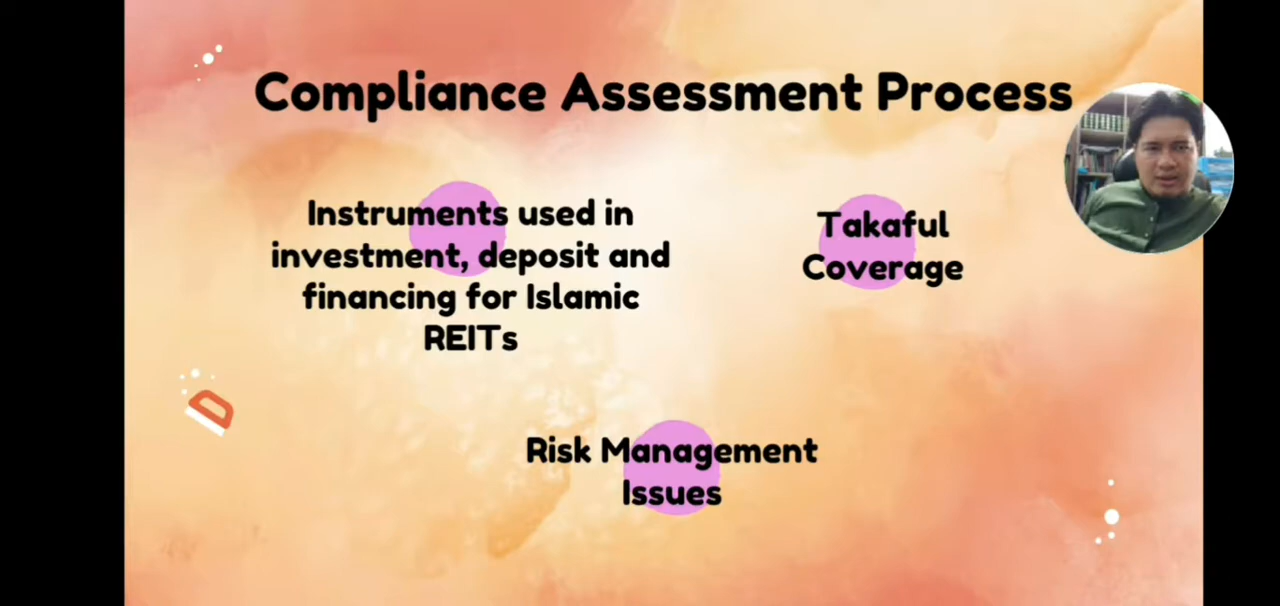 Compliance Assessment Process
Instruments used in
investment, deposit and
financing for Islamic
REITs
Takaful
Coverage
Risk Management
Issues